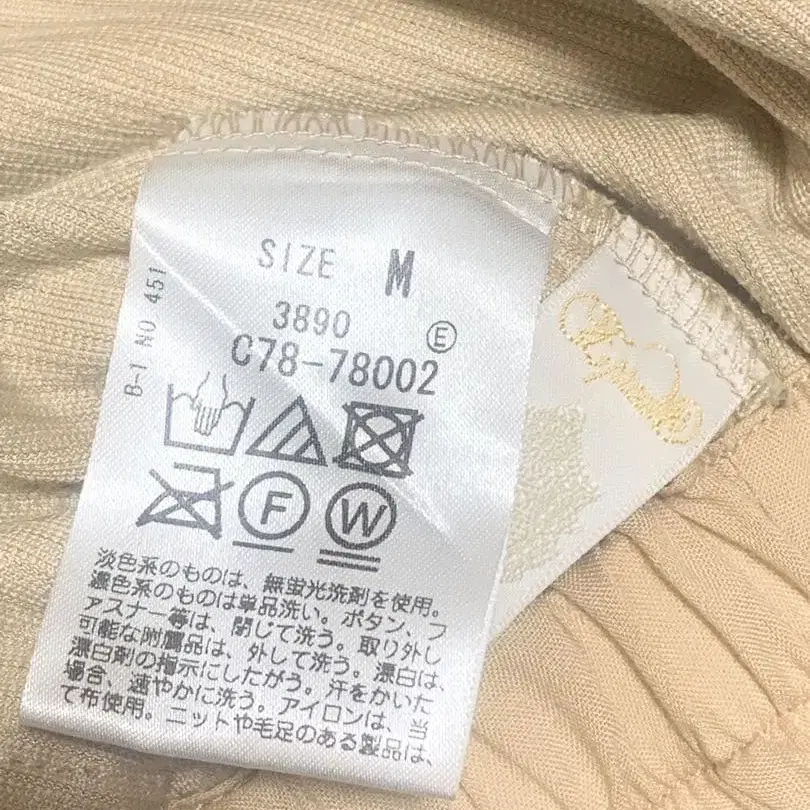 SIZE M
3890
C78-78002
E
B-1 NO 451
F
W
淡色系のものは、無蛍光洗剤を使用。
濃色系のものは単品洗い。ボタン、フ
ァスナー等は、閉じて洗う。取り外し
可能な附属品は、外して洗う。漂白は、
漂白剤の指示にしたがう。汗をかいた
場合、速やかに洗う。アイロンは、当
て布使用。ニットや毛足のある製品は、